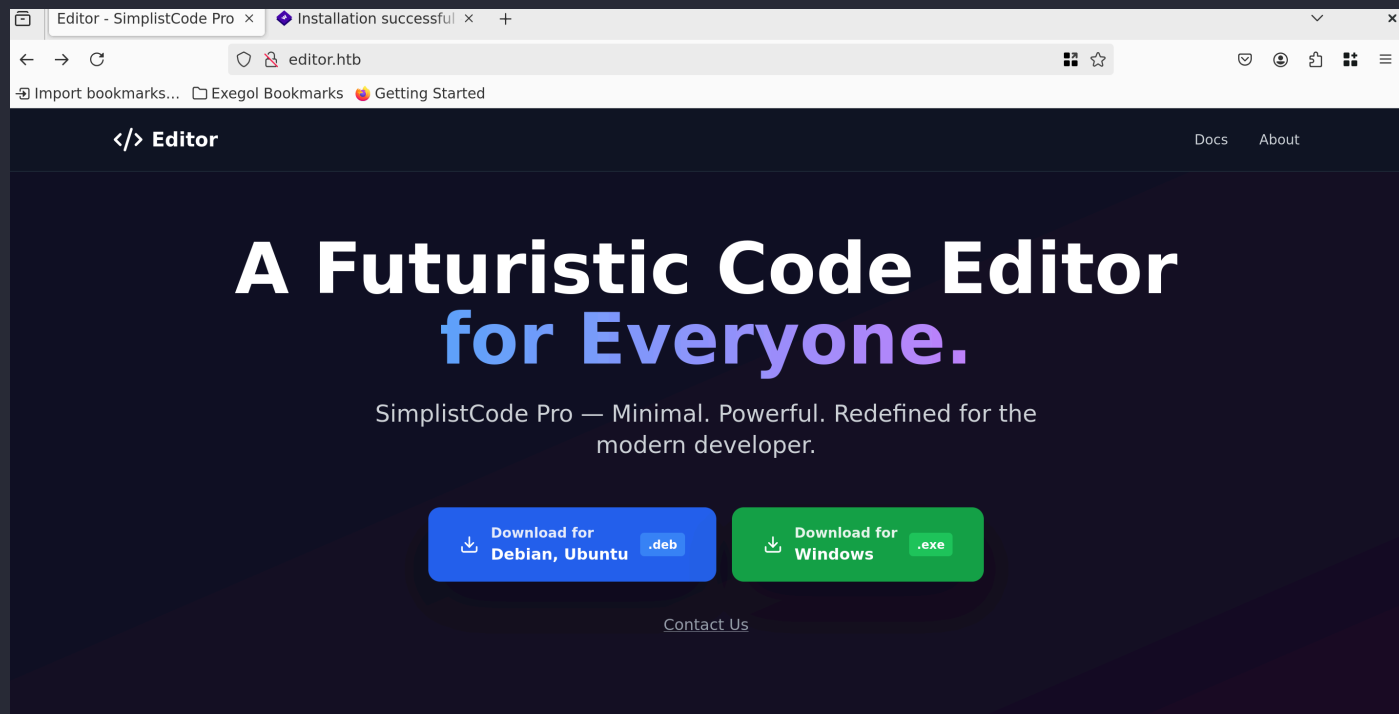 Editor - SimplistCode Pro
Installation successful
editor.htb
Import bookmarks...
Exegol Bookmarks
Getting Started
</> Editor
Docs
About
A Futuristic Code Editor
for Everyone.
SimplistCode Pro — Minimal. Powerful. Redefined for the
modern developer.
Download for
Debian, Ubuntu
.deb
Download for
Windows
.exe
Contact Us